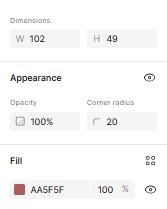 Dimensions
W 102 H 49
Appearance
Opacity Corner radius
100% 20
Fill
AA5F5F 100 %